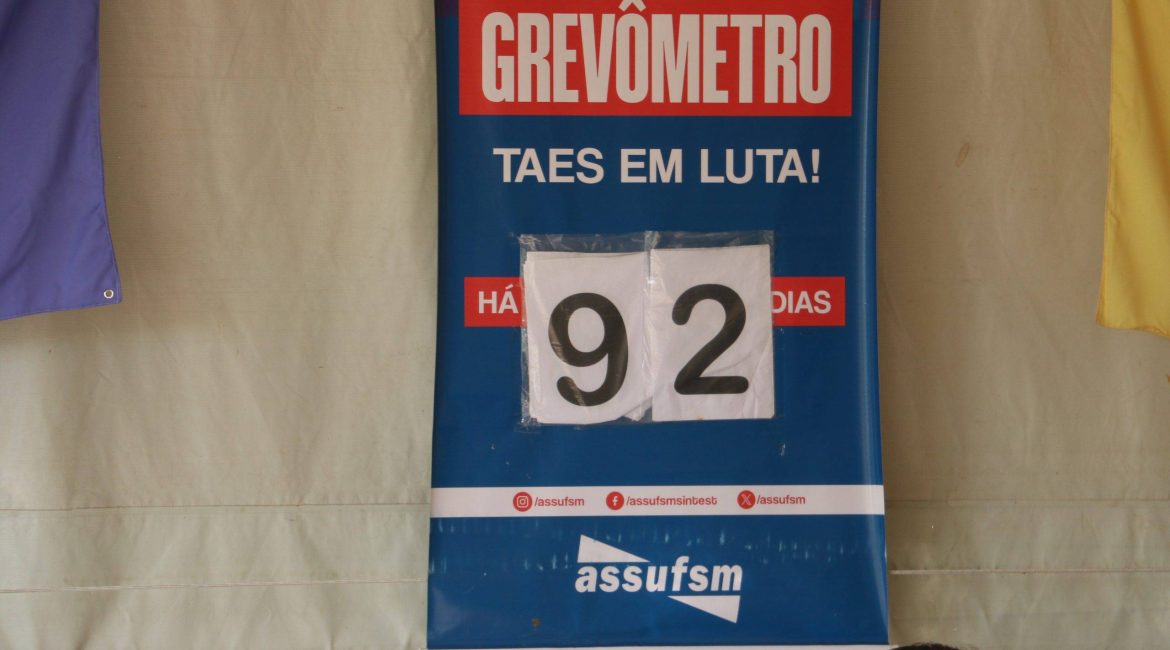 GREVÔMETRO
TAES EM LUTA!
HÁ 92 DIAS
/assufsm /assufsmsintest /assufsm
assufsm